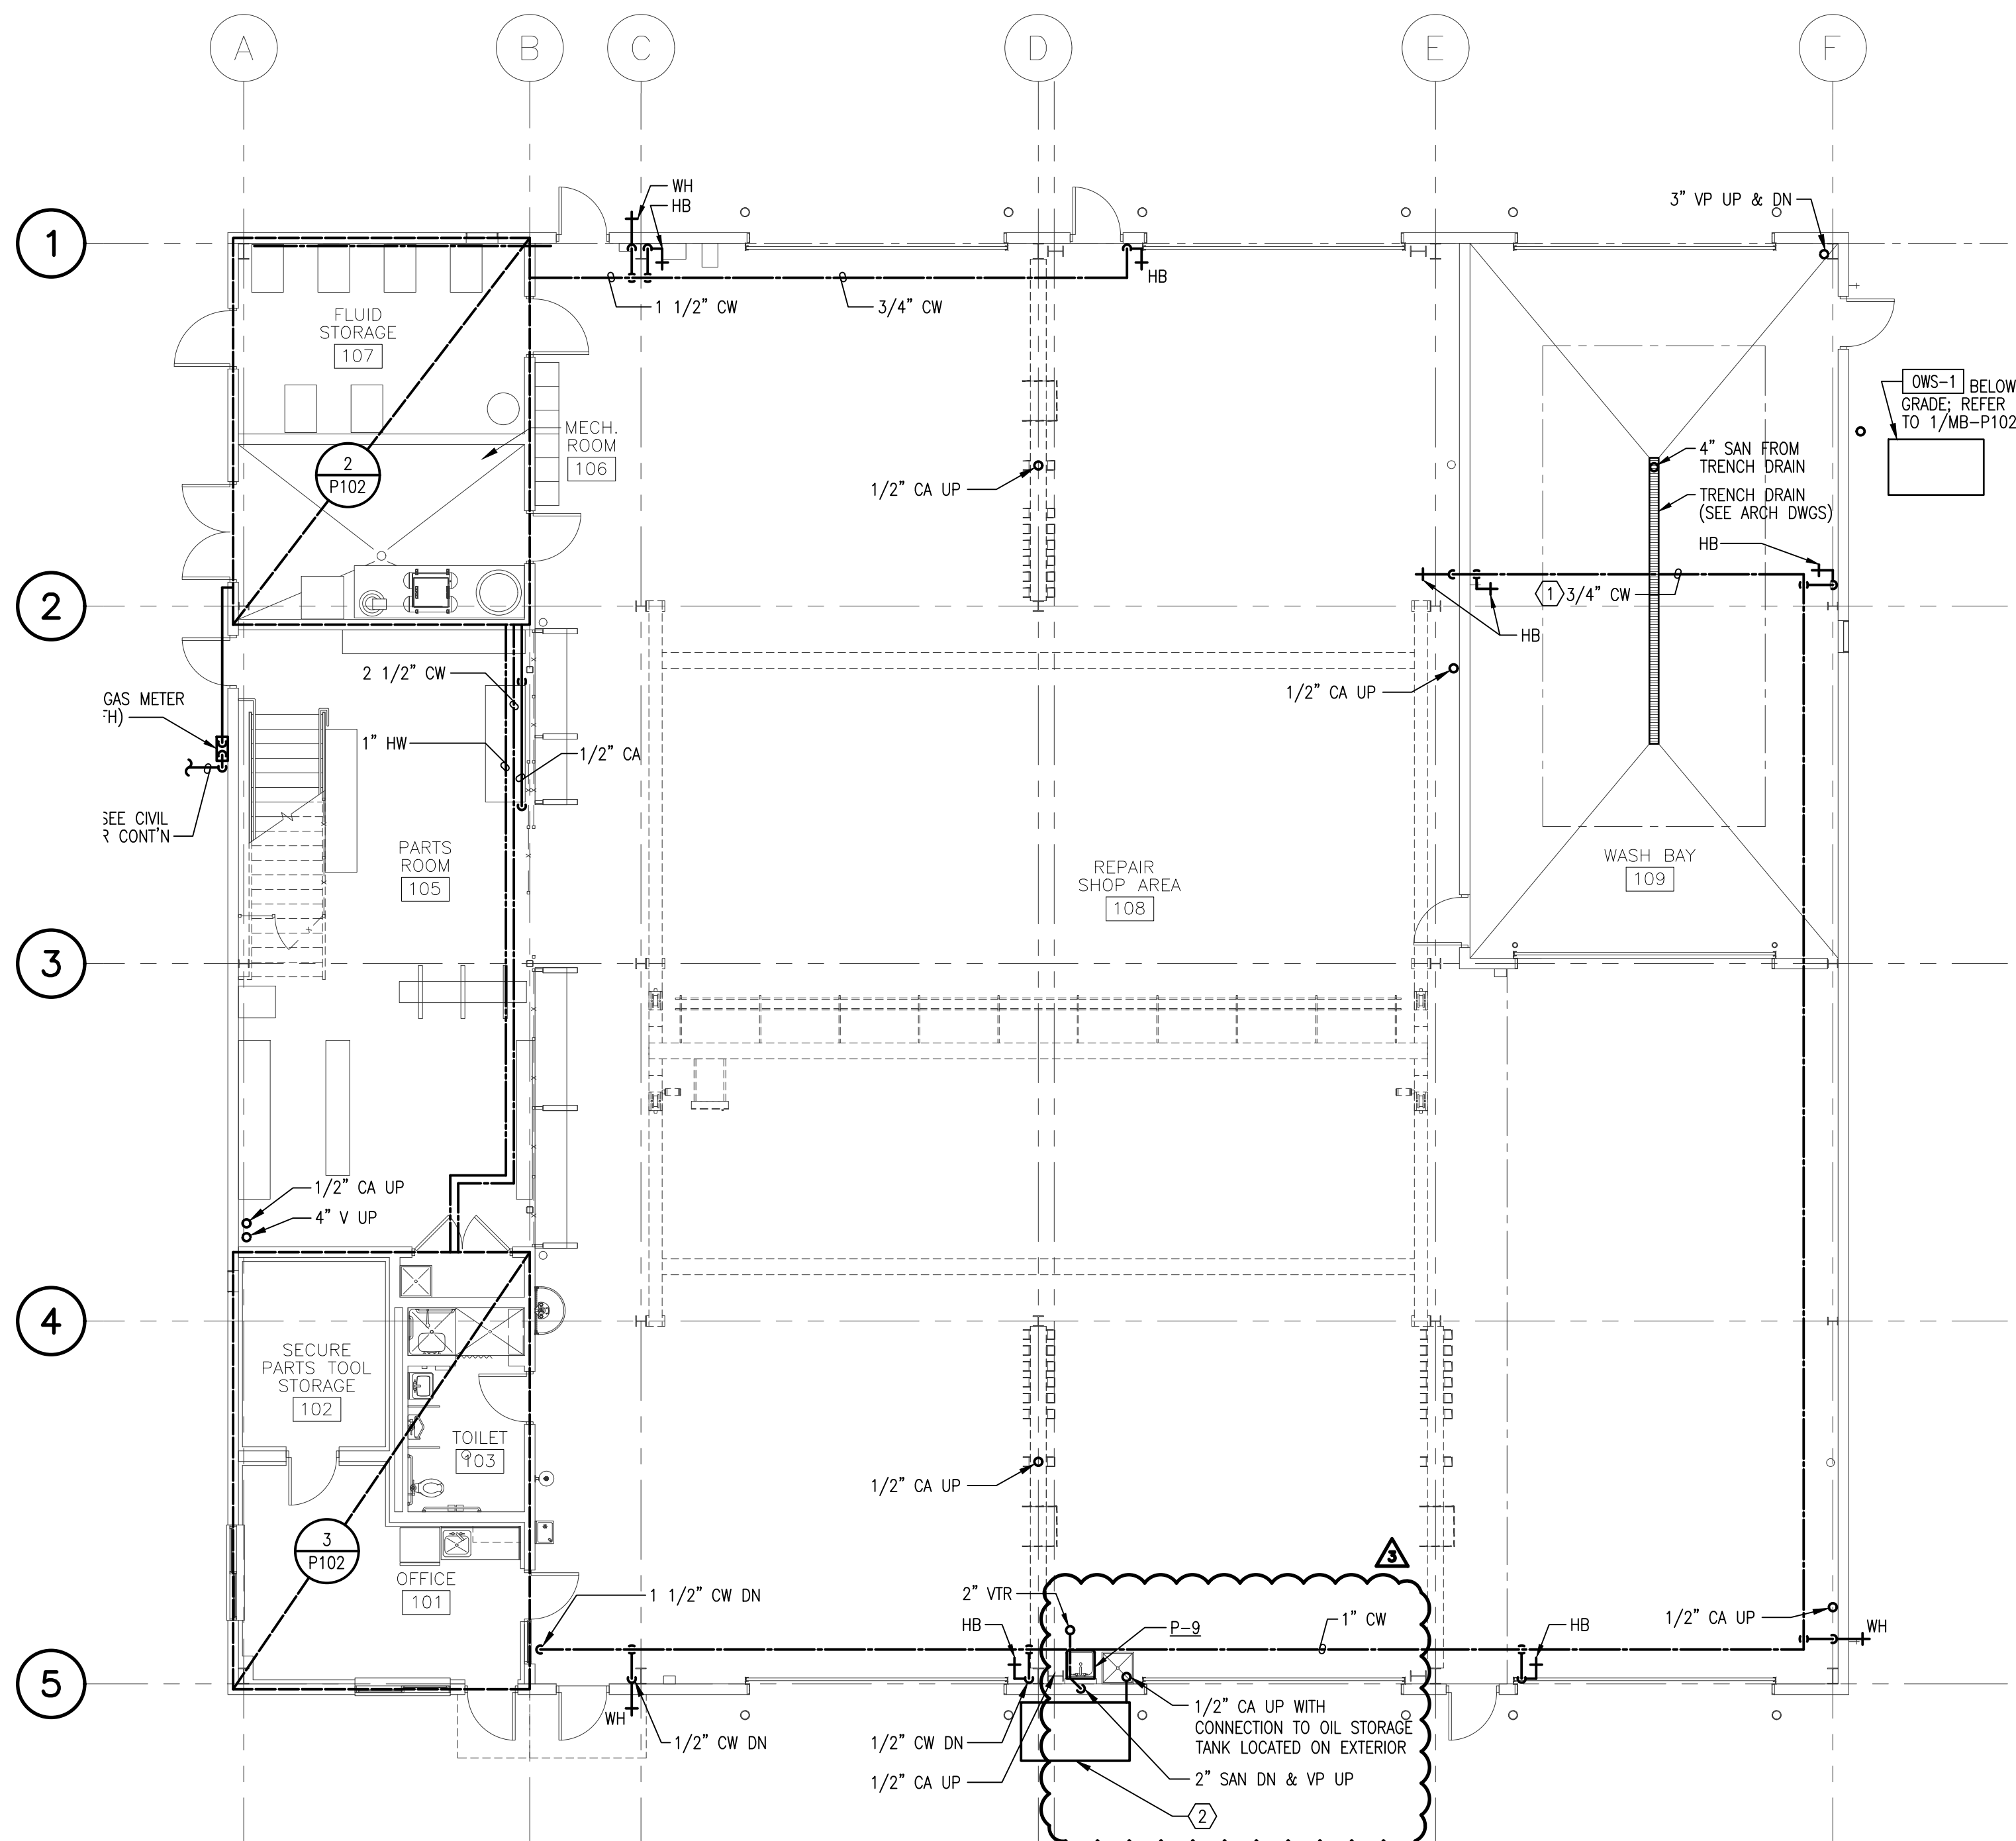 A
B
C
D
E
F
WH
HB
3" VP UP & DN
1
HB
1 1/2" CW
3/4" CW
FLUID
STORAGE
107
OWS-1 BELOW
GRADE; REFER
TO 1/MB-P102
MECH.
ROOM
106
2
P102
1/2" CA UP
4" SAN FROM
TRENCH DRAIN
TRENCH DRAIN
(SEE ARCH DWGS)
HB
2
1 3/4" CW
HB
2 1/2" CW
1/2" CA UP
GAS METER
FH)
1" HW
1/2" CA
SEE CIVIL
R CONT'N
PARTS
ROOM
105
REPAIR
SHOP AREA
108
WASH BAY
109
3
1/2" CA UP
4" V UP
4
SECURE
PARTS TOOL
STORAGE
102
TOILET
103
1/2" CA UP
3
P102
3
OFFICE
101
1 1/2" CW DN
2" VTR
HB
P-9
1" CW
HB
1/2" CA UP
WH
5
WH
1/2" CW DN
1/2" CW DN
1/2" CA UP
1/2" CA UP WITH
CONNECTION TO OIL STORAGE
TANK LOCATED ON EXTERIOR
2" SAN DN & VP UP
2